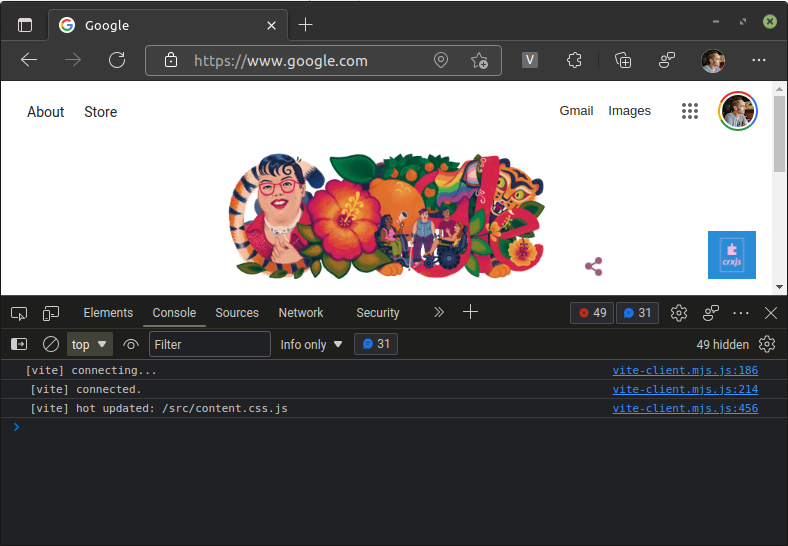 Google
https://www.google.com
V
About Store
Gmail Images
crxjs
Elements Console Sources Network Security
49 31
top Filter Info only 31 49 hidden
[vite] connecting... vite-client.mjs.js:186
[vite] connected. vite-client.mjs.js:214
[vite] hot updated: /src/content.css.js vite-client.mjs.js:456